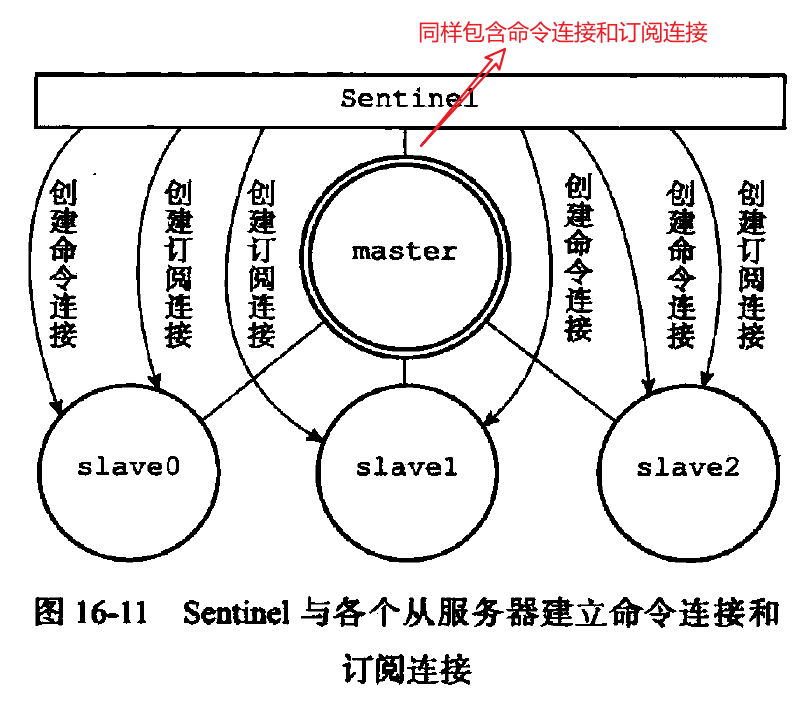 同样包含命令连接和订阅连接
Sentinel
创建命令连接
创建订阅连接
创建订阅连接
创建命令连接
创建命令连接
创建订阅连接
master
slave0
slave1
slave2
图 16-11 Sentinel 与各个从服务器建立命令连接和
订阅连接